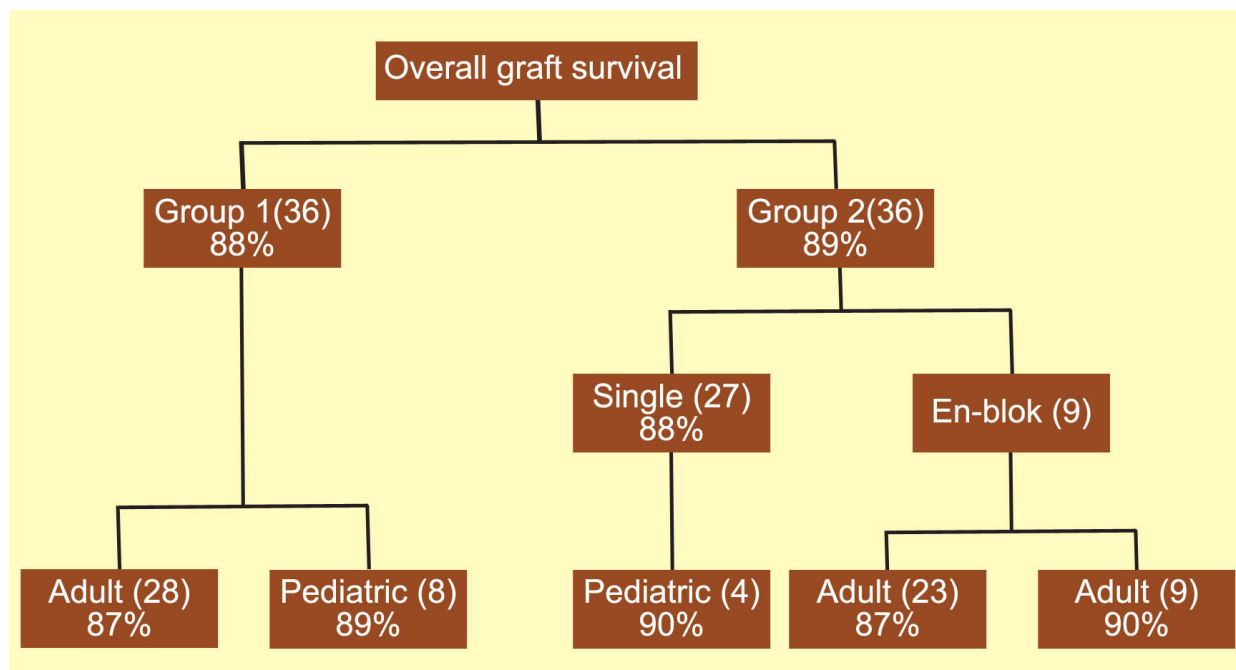 Overall graft survival
Group 1(36)
88%
Group 2(36)
89%
Single (27)
88%
En-blok (9)
Adult (28)
87%
Pediatric (8)
89%
Pediatric (4)
90%
Adult (23)
87%
Adult (9)
90%